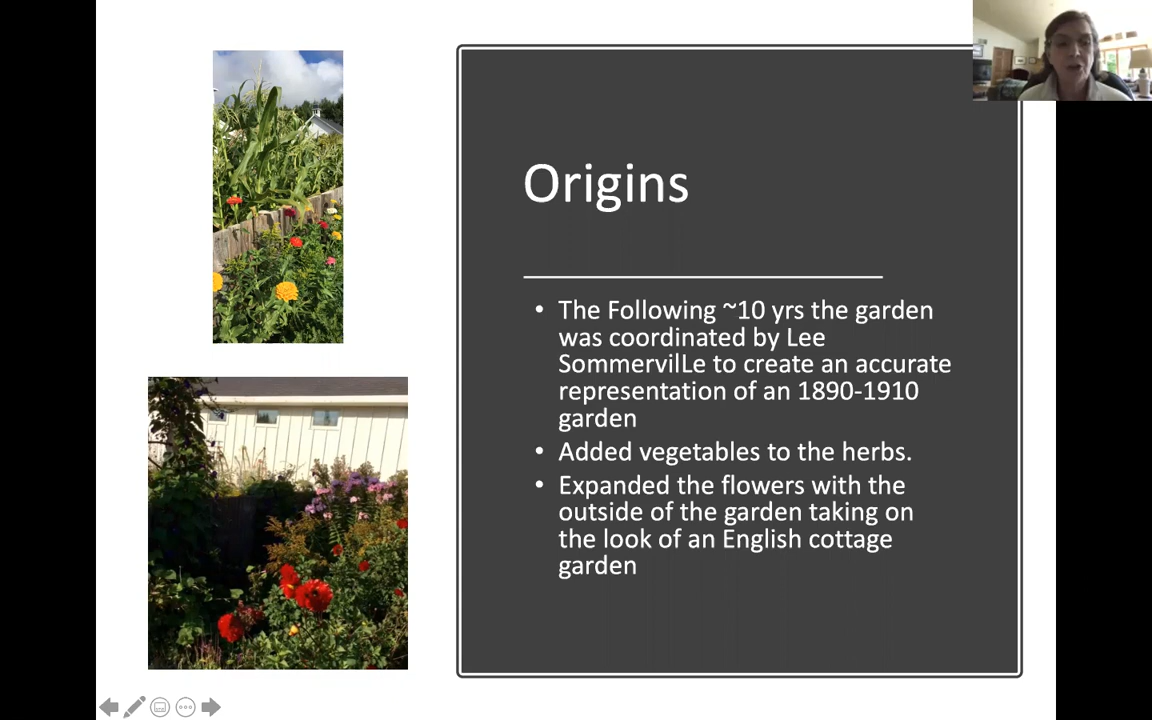 Origins
• The Following ~10 yrs the garden
was coordinated by Lee
SommervilLe to create an accurate
representation of an 1890-1910
garden
• Added vegetables to the herbs.
• Expanded the flowers with the
outside of the garden taking on
the look of an English cottage
garden